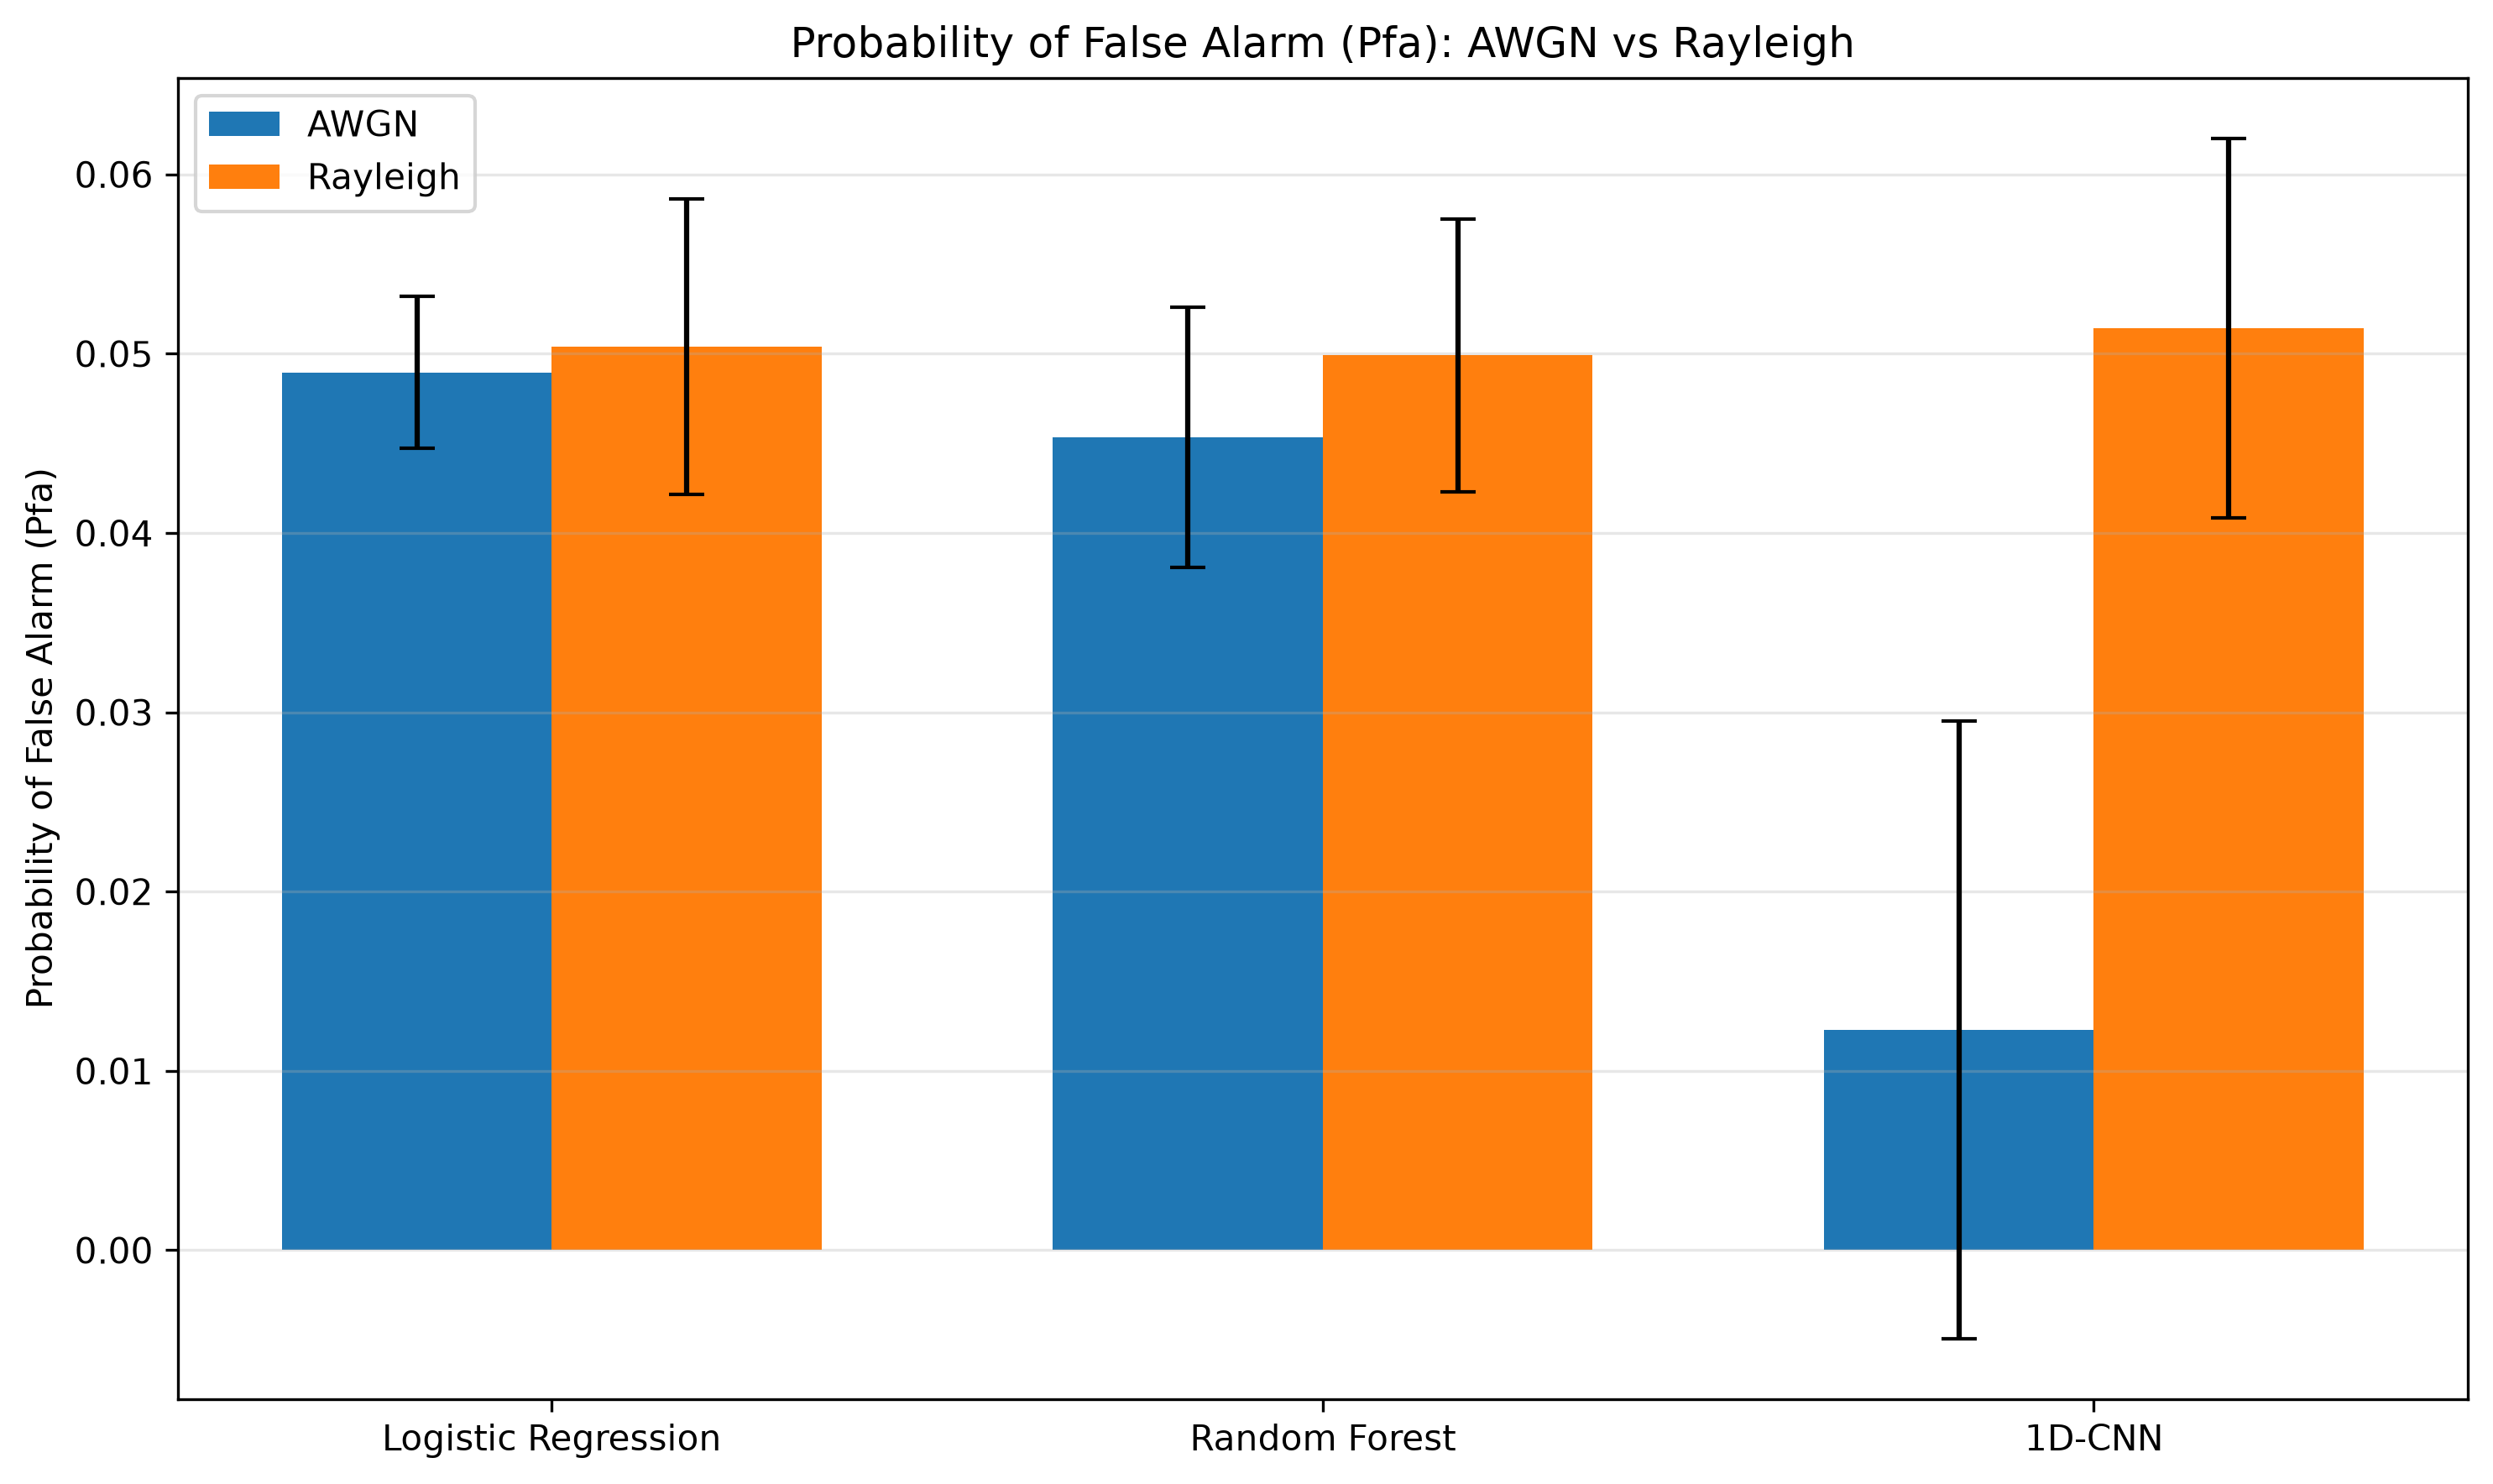 Probability of False Alarm (Pfa): AWGN vs Rayleigh
AWGN
Rayleigh
Probability of False Alarm (Pfa)
0.06
0.05
0.04
0.03
0.02
0.01
0.00
Logistic Regression
Random Forest
1D-CNN